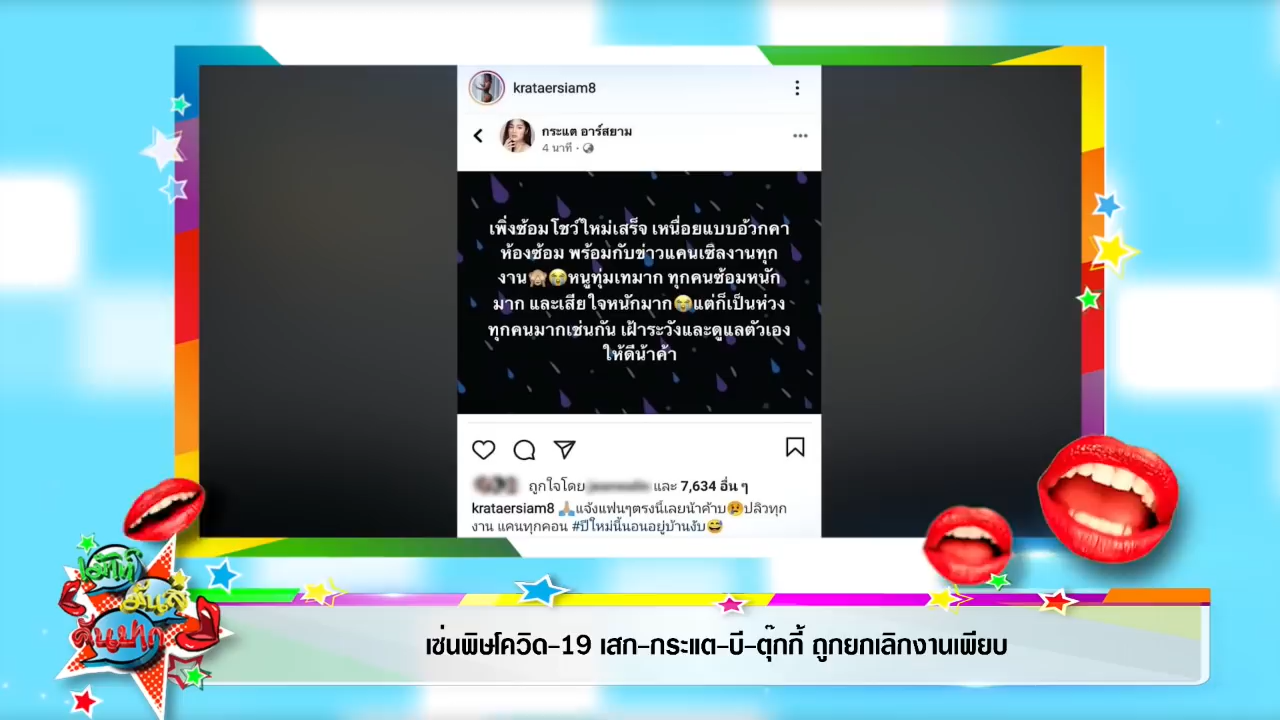 krataersiam8
กระแต อาร์สยาม
4 นาที ·
เพิ่งซ้อมโชว์ใหม่เสร็จ เหนื่อยแบบอ้วกคา
ห้องซ้อม พร้อมกับข่าวแคนเซิลงานทุก
งาน🙈😭หนูทุ่มเทมาก ทุกคนซ้อมหนัก
มาก และเสียใจหนักมาก😭แต่ก็เป็นห่วง
ทุกคนมากเช่นกัน เฝ้าระวังและดูแลตัวเอง
ให้ดีน้าค้า
ถูกใจโดย และ 7,634 อื่น ๆ
krataersiam8 🙏🏻แจ้งแฟนๆตรงนี้เลยน้าค้าบ😢ปลิวทุก
งาน แคนทุกคอน #ปีใหม่นี้นอนอยู่บ้านงับ😅
เม้าท์
มันส์
คันปาก
เซ่นพิษโควิด-19 เสก-กระแต-บี-ตุ๊กกี้ ถูกยกเลิกงานเพียบ